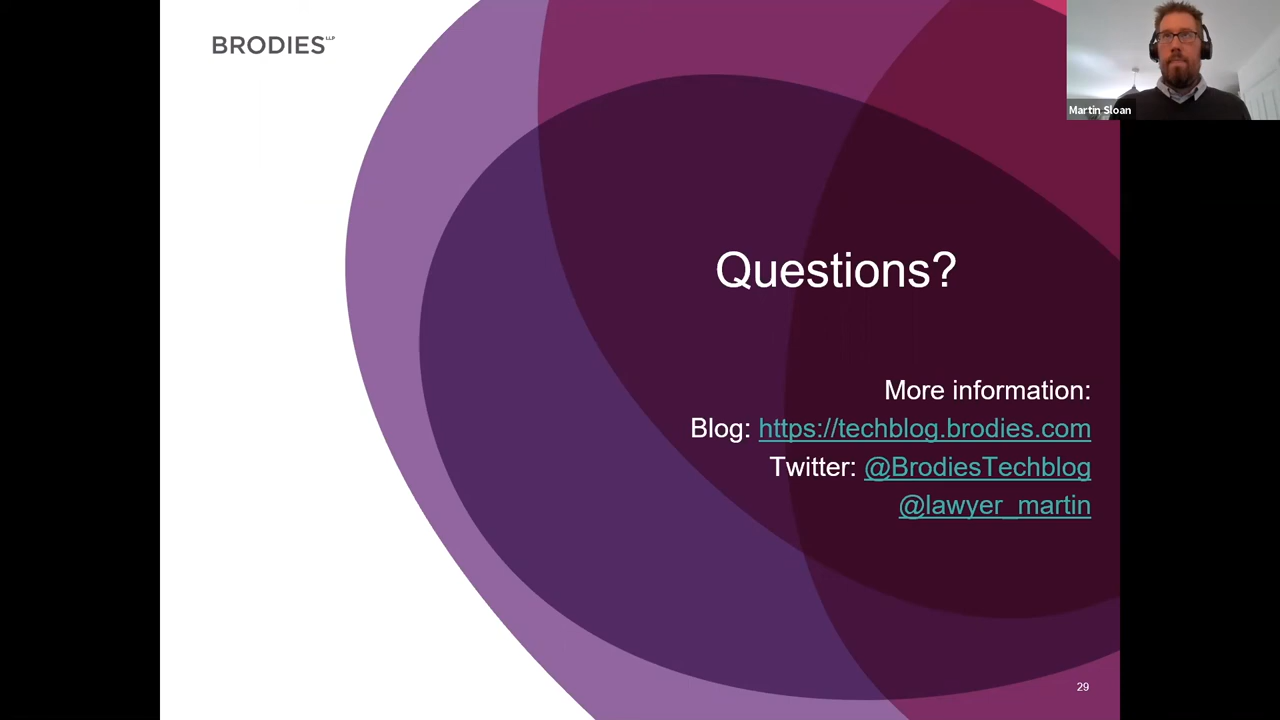 BRODIES LLP
Martin Sloan
Questions?
More information:
Blog: https://techblog.brodies.com
Twitter: @BrodiesTechblog
@lawyer_martin
29